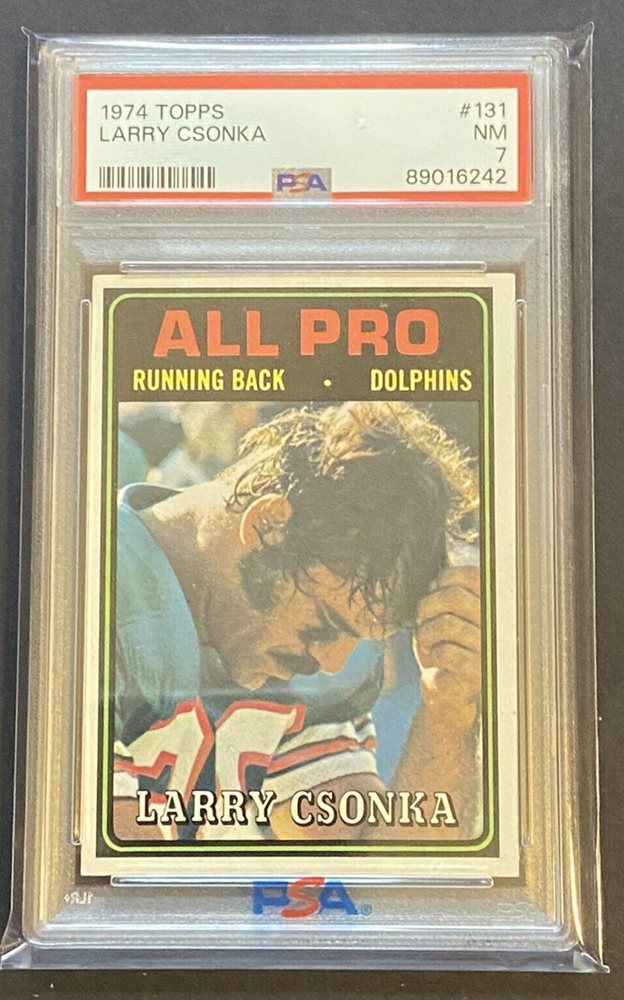 1974 TOPPS #131
LARRY CSONKA NM
7
PSA 89016242
ALL PRO
RUNNING BACK · DOLPHINS
LARRY CSONKA
PSA®